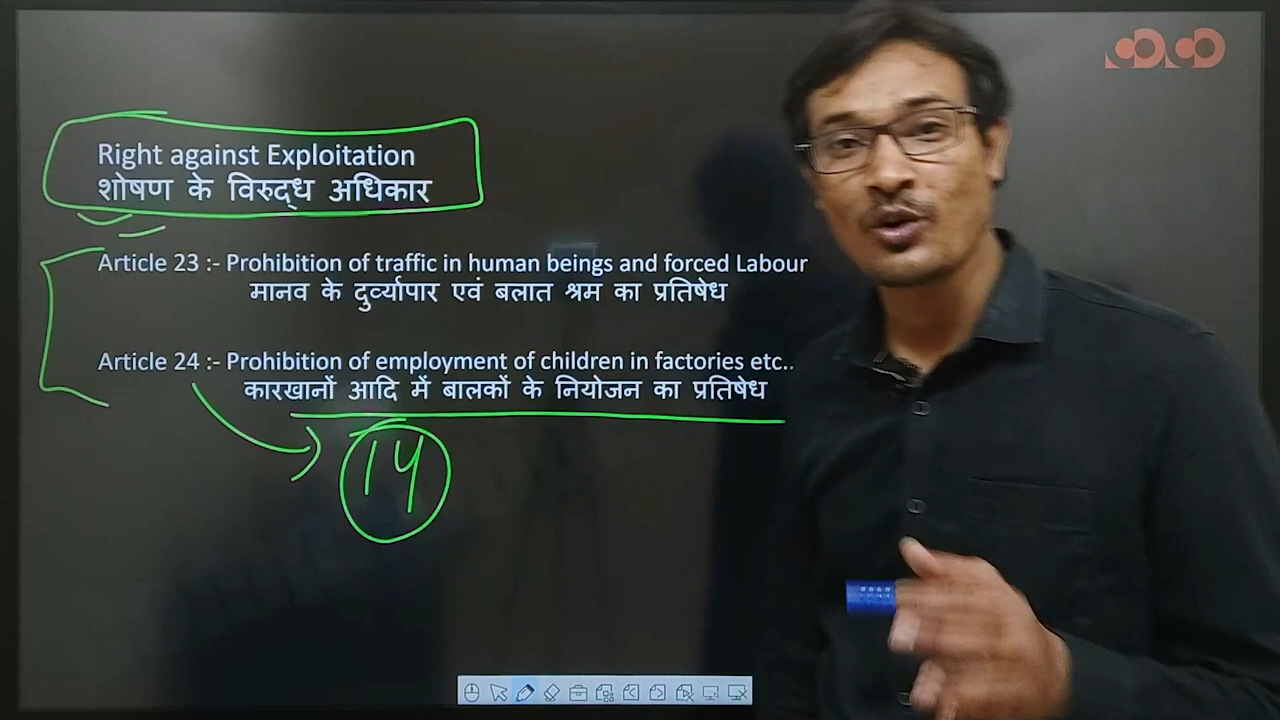 Right against Exploitation
शोषण के विरुद्ध अधिकार
Article 23 :- Prohibition of traffic in human beings and forced Labour
मानव के दुर्व्यापार एवं बलात श्रम का प्रतिषेध
Article 24 :- Prohibition of employment of children in factories etc..
कारखानों आदि में बालकों के नियोजन का प्रतिषेध
14